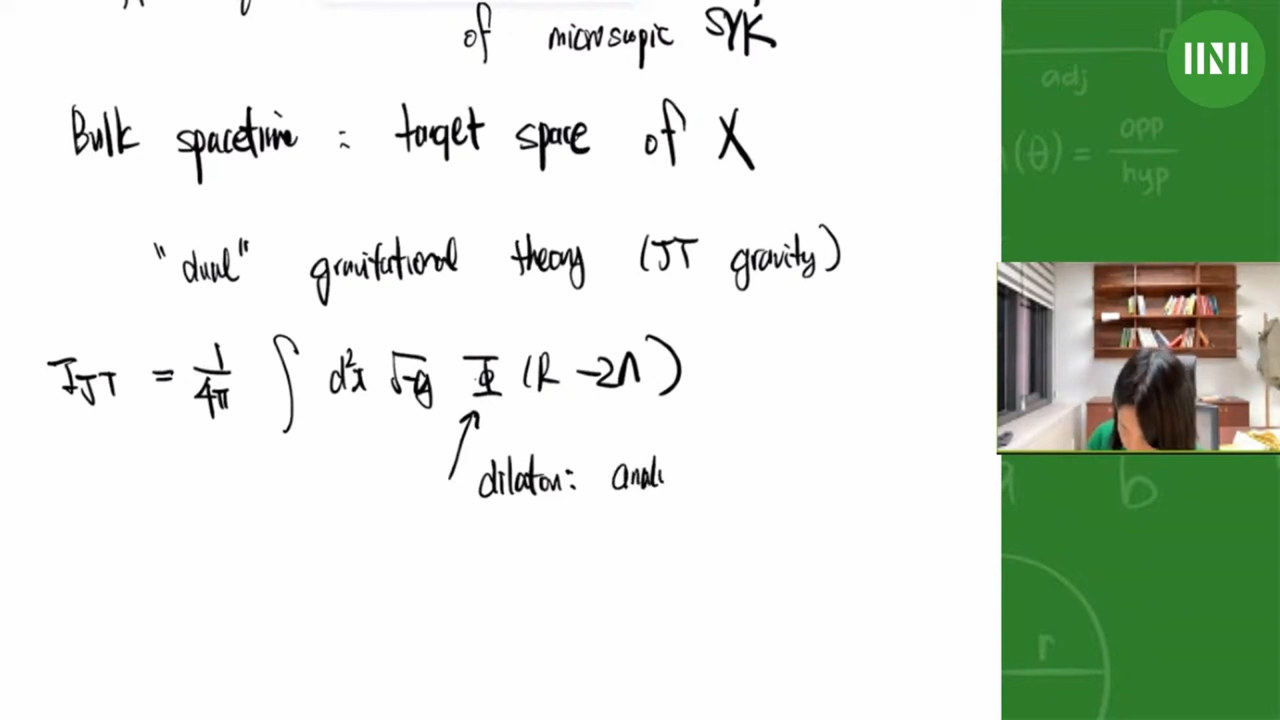 of microscopic SYK
Bulk spacetime = target space of X
"dual" gravitational theory (JT gravity)
I_JT = 1/4π ∫ d²x √-g Φ (R - 2Λ)
dilaton: anal
adj
(θ) = opp/hyp
b
r